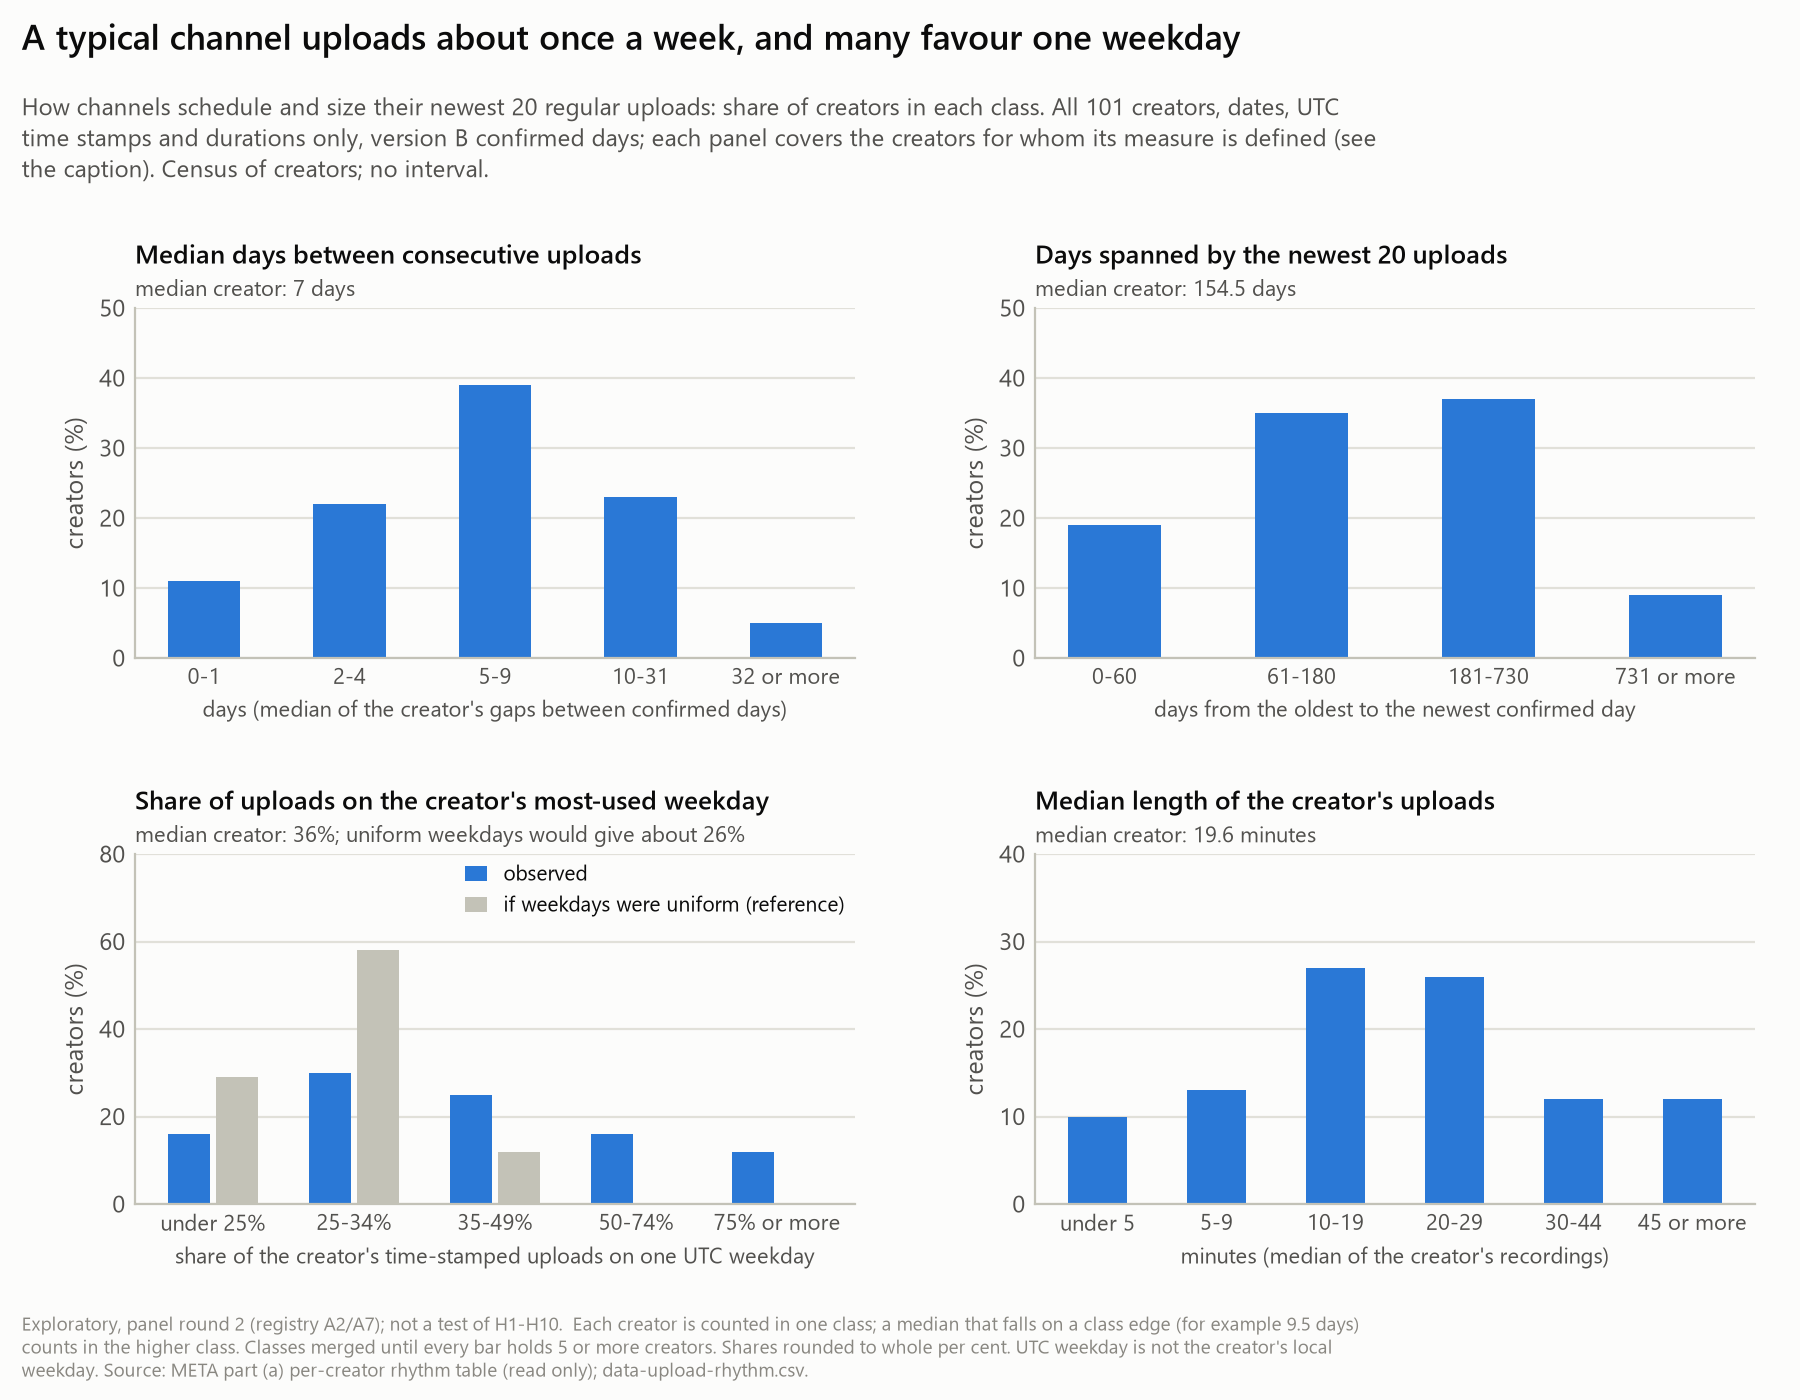 A typical channel uploads about once a week, and many favour one weekday
How channels schedule and size their newest 20 regular uploads: share of creators in each class. All 101 creators, dates, UTC
time stamps and durations only, version B confirmed days; each panel covers the creators for whom its measure is defined (see
the caption). Census of creators; no interval.
Median days between consecutive uploads
median creator: 7 days
50
40
30
20
10
0
creators (%)
0-1
2-4
5-9
10-31
32 or more
days (median of the creator's gaps between confirmed days)
Days spanned by the newest 20 uploads
median creator: 154.5 days
50
40
30
20
10
0
creators (%)
0-60
61-180
181-730
731 or more
days from the oldest to the newest confirmed day
Share of uploads on the creator's most-used weekday
median creator: 36%; uniform weekdays would give about 26%
80
60
40
20
0
creators (%)
observed
if weekdays were uniform (reference)
under 25%
25-34%
35-49%
50-74%
75% or more
share of the creator's time-stamped uploads on one UTC weekday
Median length of the creator's uploads
median creator: 19.6 minutes
40
30
20
10
0
creators (%)
under 5
5-9
10-19
20-29
30-44
45 or more
minutes (median of the creator's recordings)
Exploratory, panel round 2 (registry A2/A7); not a test of H1-H10.  Each creator is counted in one class; a median that falls on a class edge (for example 9.5 days)
counts in the higher class. Classes merged until every bar holds 5 or more creators. Shares rounded to whole per cent. UTC weekday is not the creator's local
weekday. Source: META part (a) per-creator rhythm table (read only); data-upload-rhythm.csv.